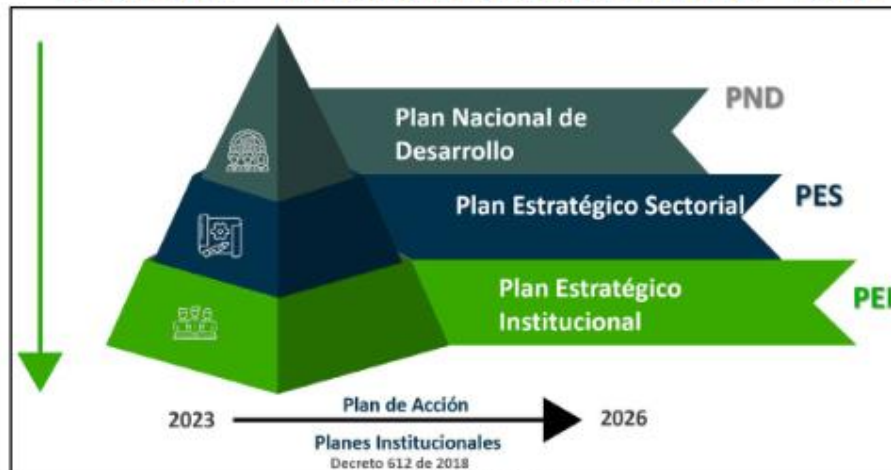 Plan Nacional de
Desarrollo
PND
Plan Estratégico Sectorial
PES
Plan Estratégico
Institucional
PEI
2023
Plan de Acción
2026
Planes Institucionales
Decreto 612 de 2018